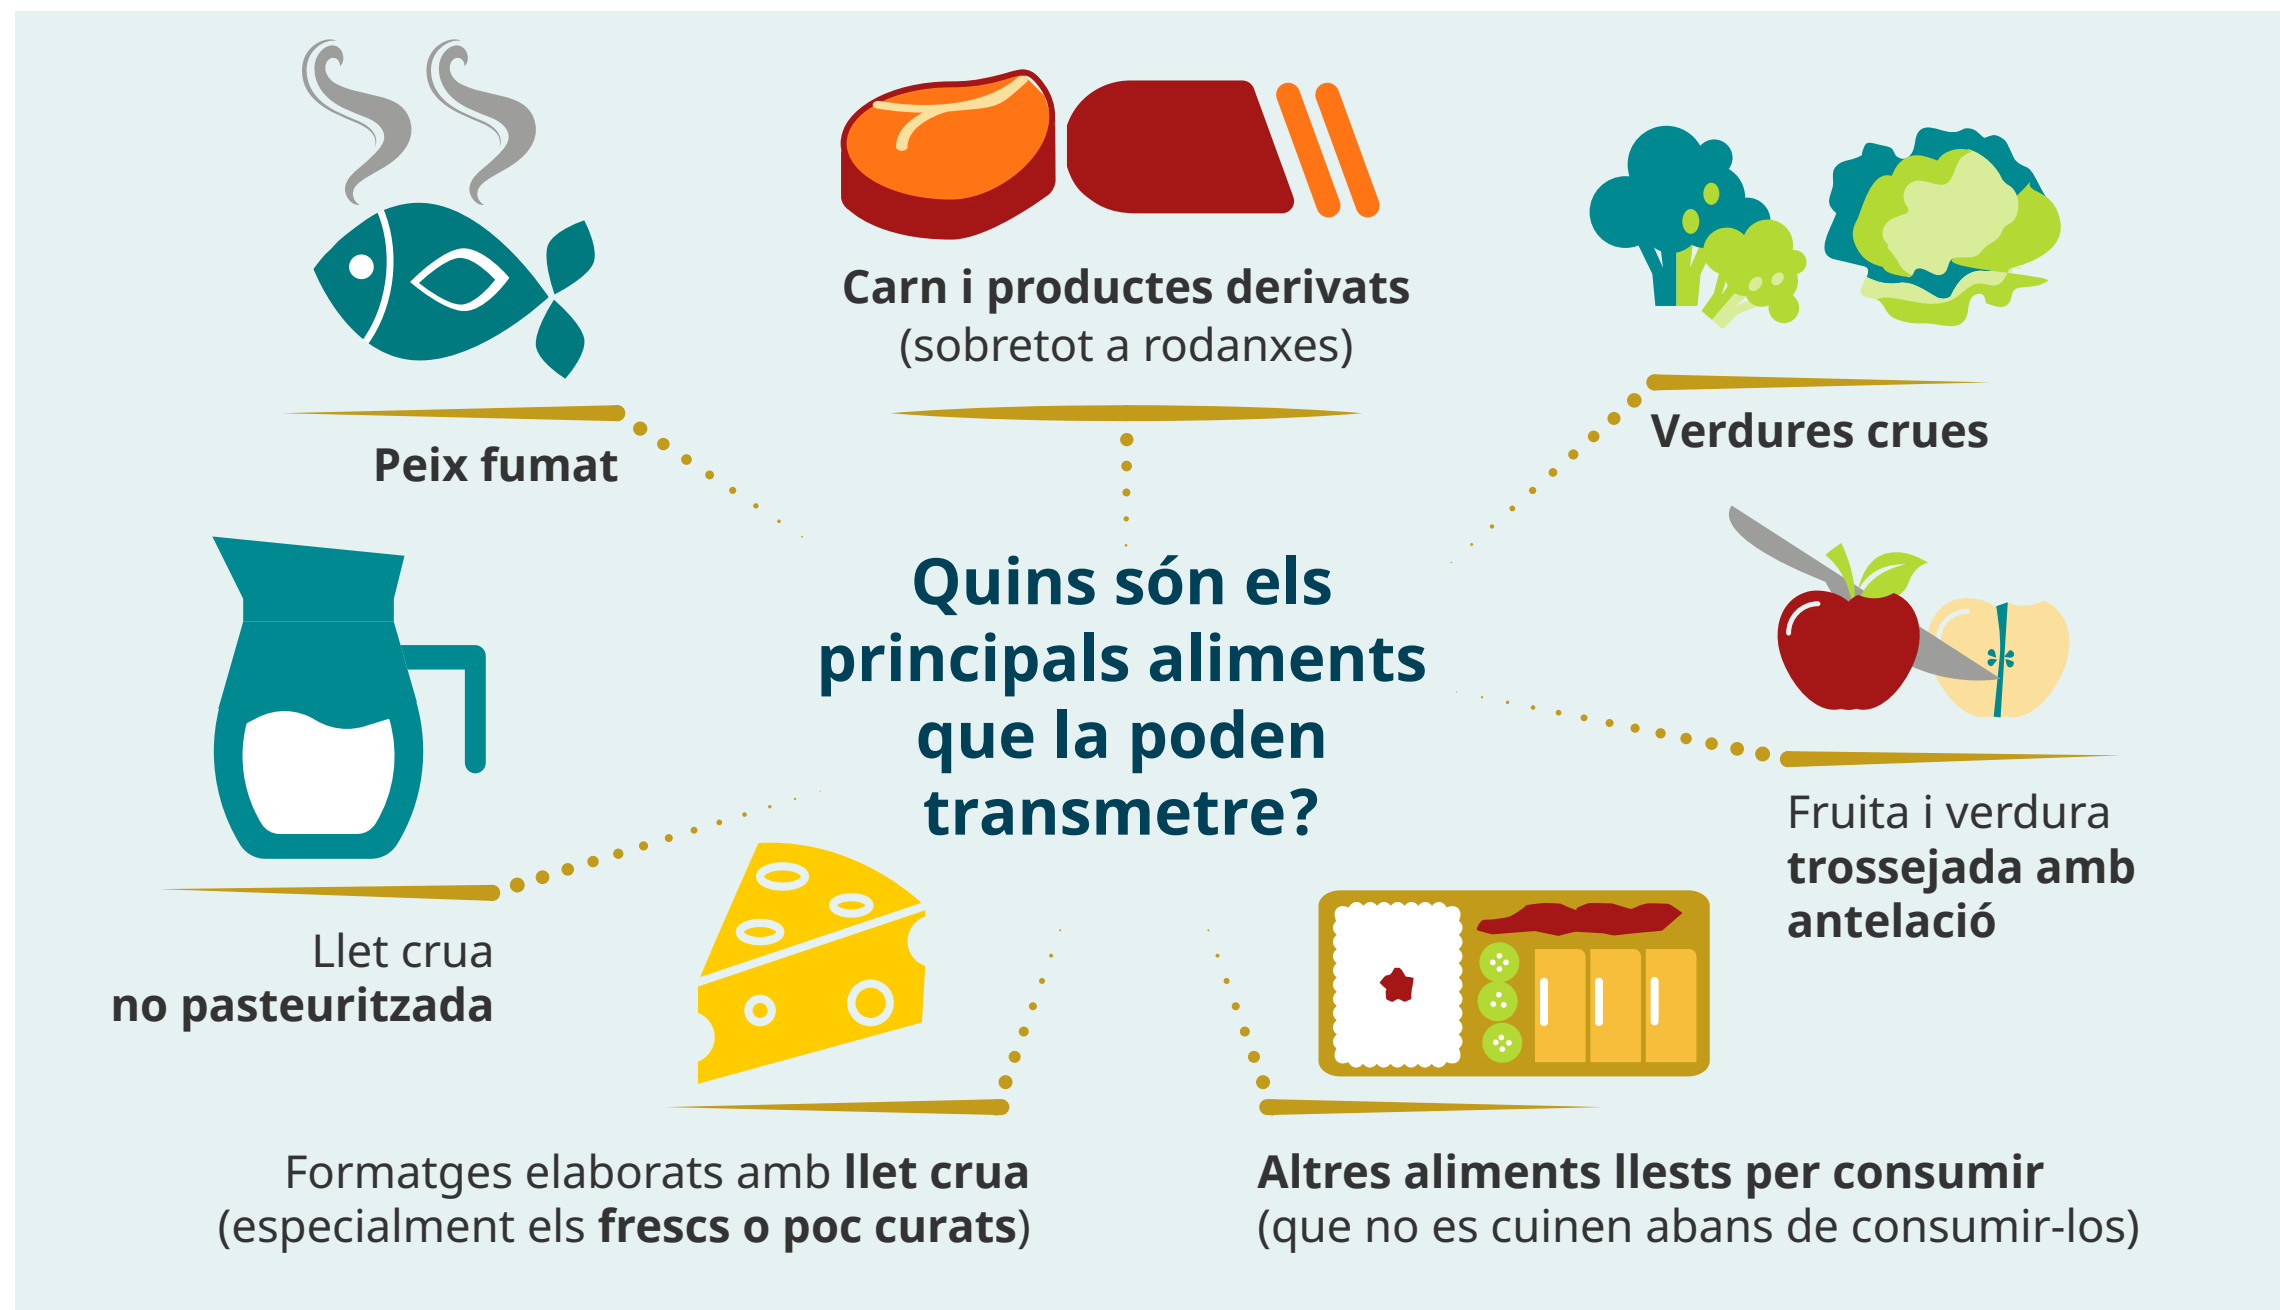 Carn i productes derivats
(sobretot a rodanxes)
Peix fumat
Verdures crues
Quins són els
principals aliments
que la poden
transmetre?
Fruita i verdura
trossejada amb
antelació
Llet crua
no pasteuritzada
Formatges elaborats amb llet crua
(especialment els frescs o poc curats)
Altres aliments llests per consumir
(que no es cuinen abans de consumir-los)